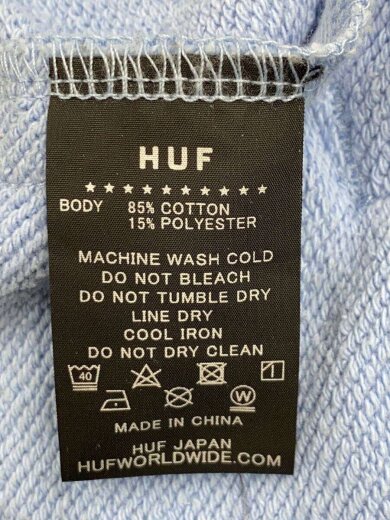 HUF
★★★★★★★★★★
BODY 85% COTTON
15% POLYESTER
MACHINE WASH COLD
DO NOT BLEACH
DO NOT TUMBLE DRY
LINE DRY
COOL IRON
DO NOT DRY CLEAN
40
W
MADE IN CHINA
HUF JAPAN
HUFWORLDWIDE.COM